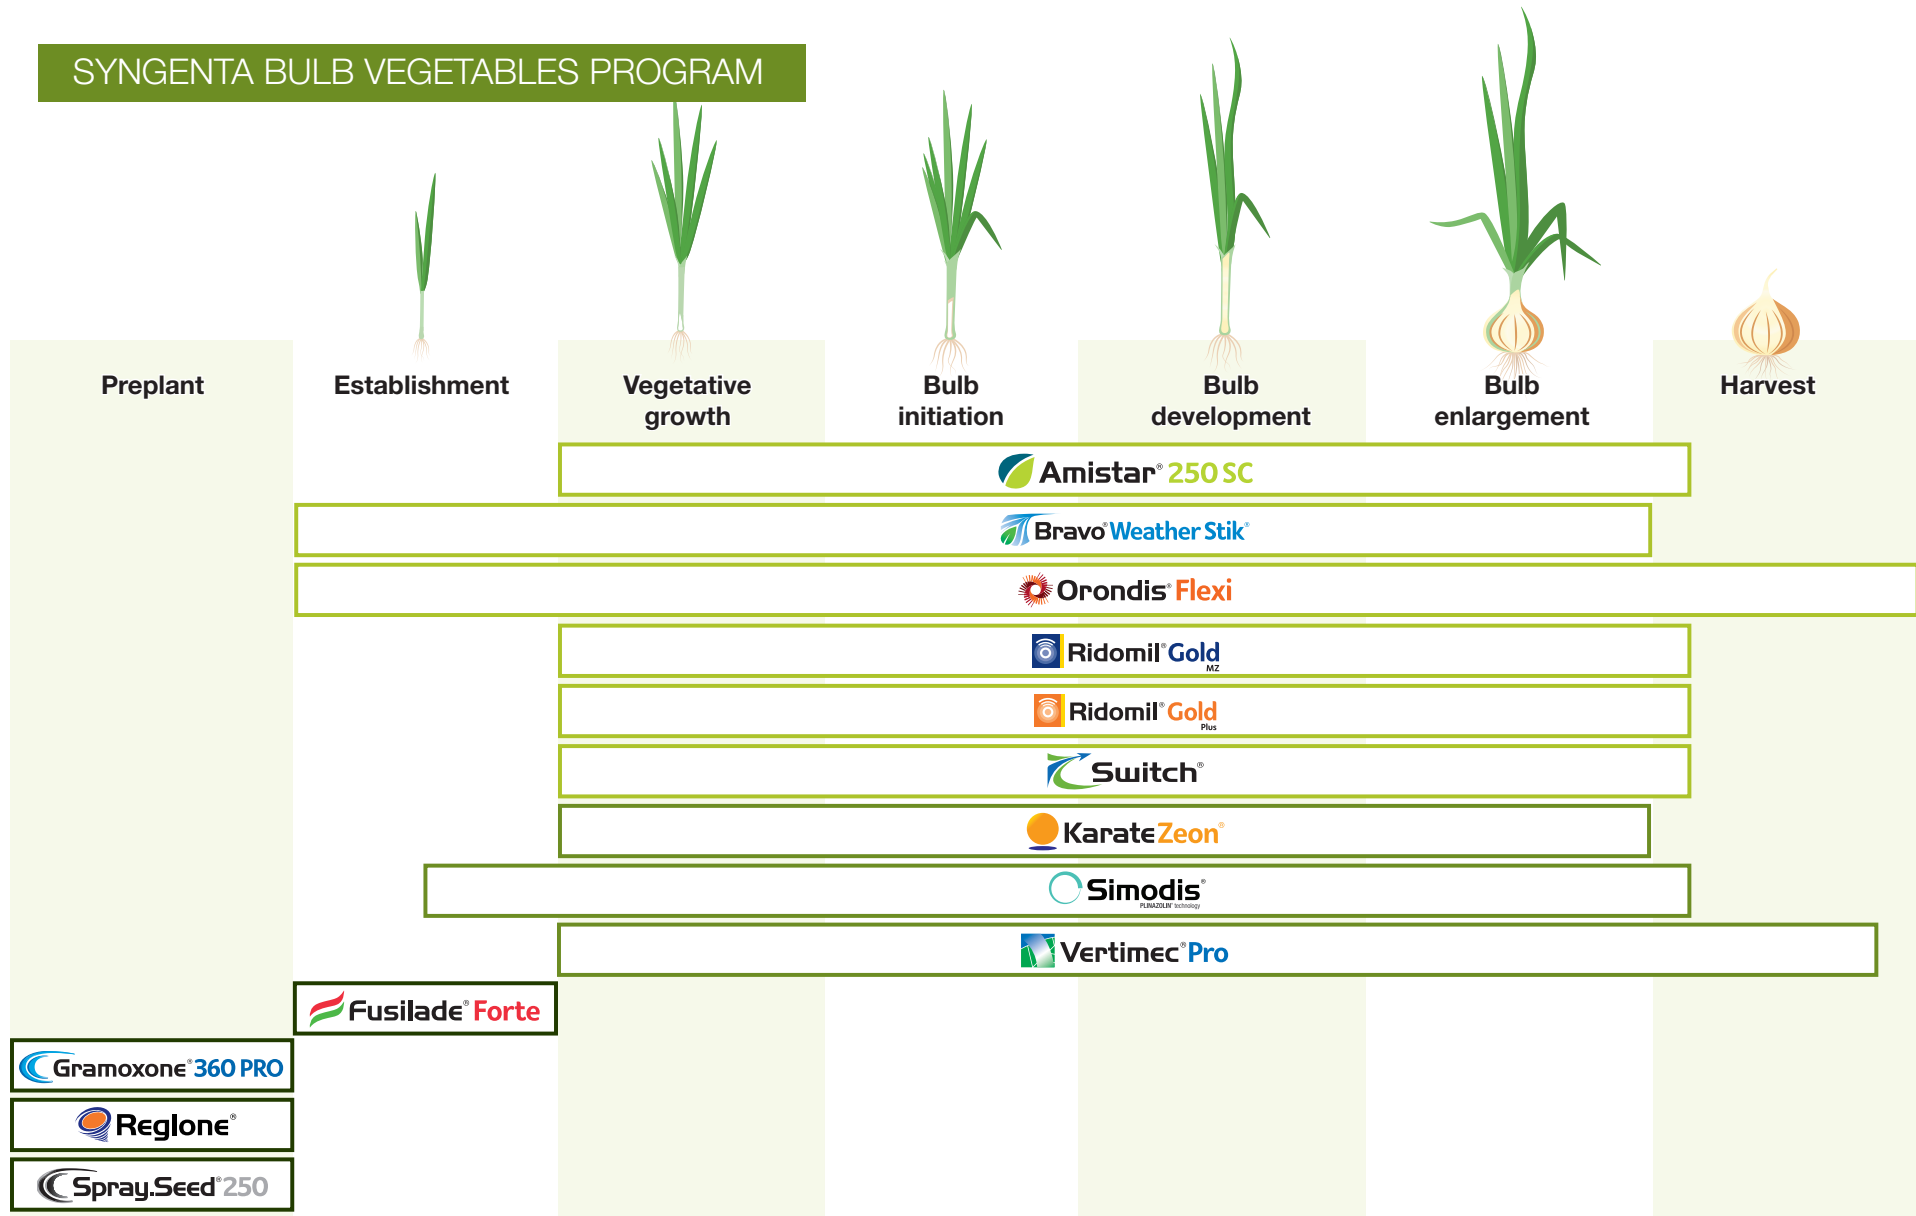 SYNGENTA BULB VEGETABLES PROGRAM
Preplant
Establishment
Vegetative
growth
Bulb
initiation
Bulb
development
Bulb
enlargement
Harvest
Amistar® 250 SC
Bravo® Weather Stik®
Orondis® Flexi
Ridomil® Gold
MZ
Ridomil® Gold
Plus
Switch®
Karate Zeon®
Simodis®
PLINAZOLIN® technology
Vertimec® Pro
Fusilade® Forte
Gramoxone® 360 PRO
Reglone®
Spray.Seed® 250